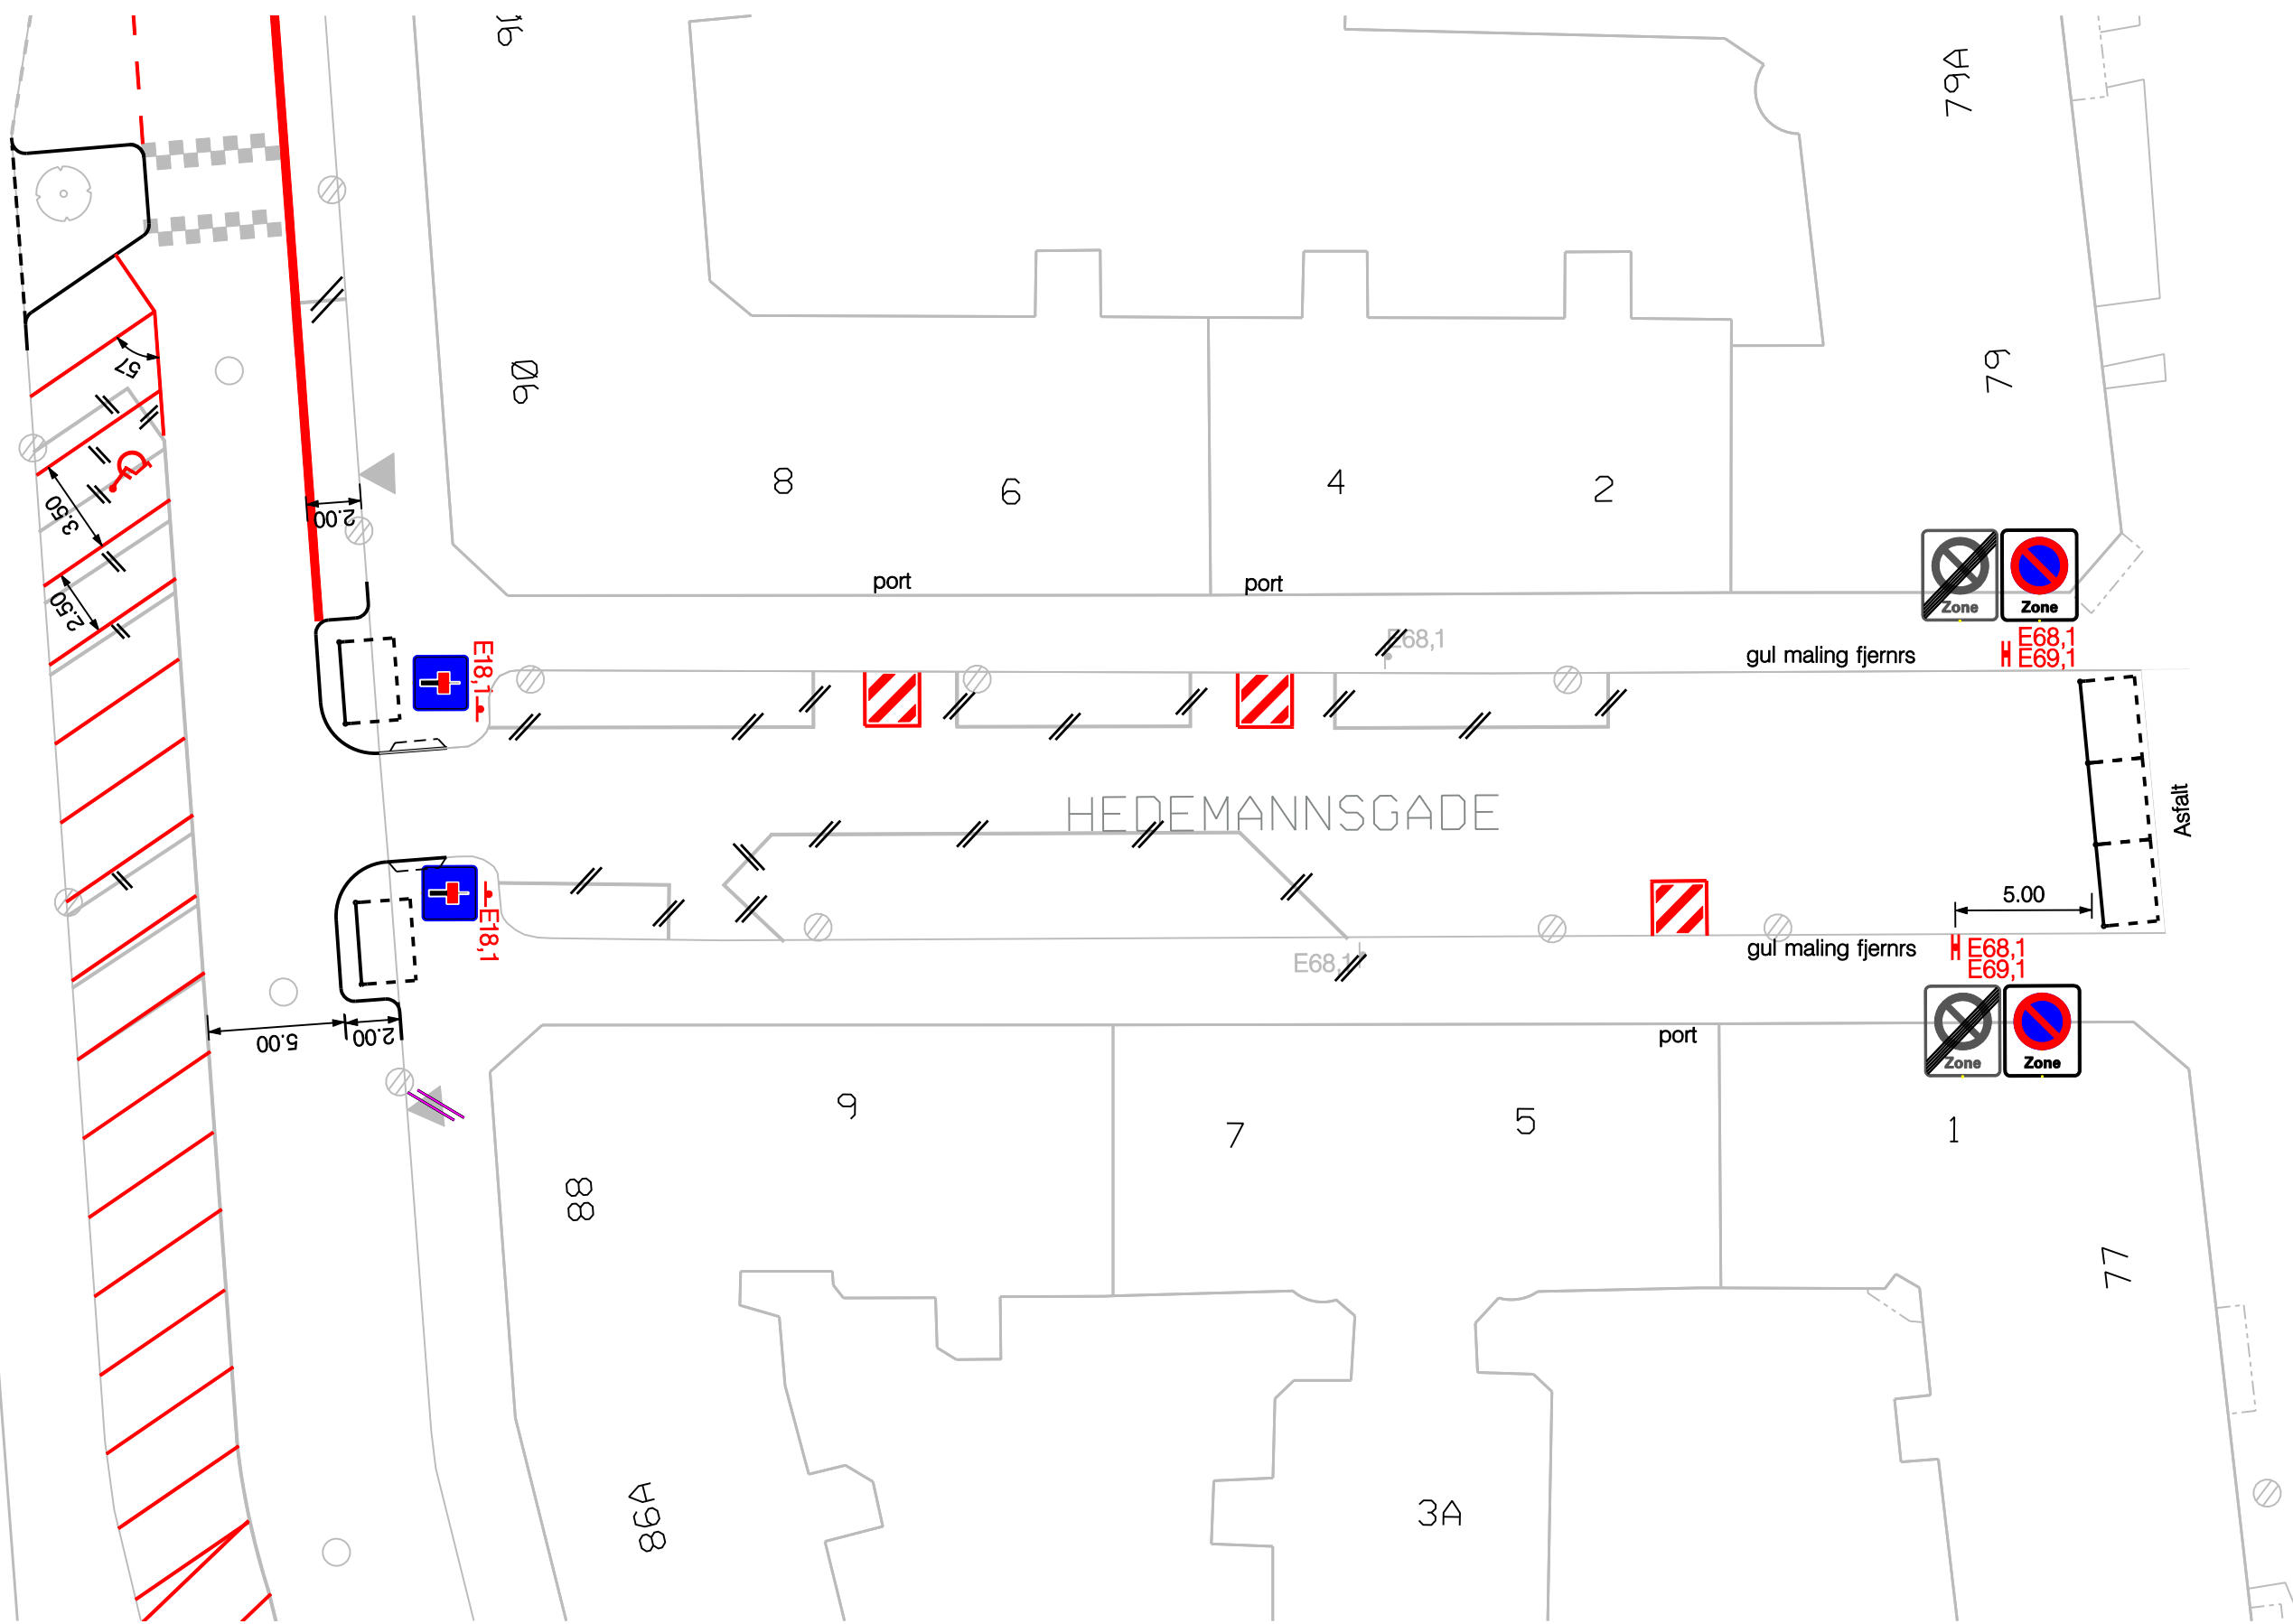 79A
90
79
57
8
6
4
2
3.50
2.00
port
port
Zone
Zone
2.50
E68,1
E68,1
E69,1
gul maling fjernrs
E18,1
HEDEMANNSGADE
Asfalt
5.00
E18,1
gul maling fjernrs
E68,1
E69,1
E68,1
5.00
2.00
port
Zone
Zone
9
7
5
1
88
77
86A
3A